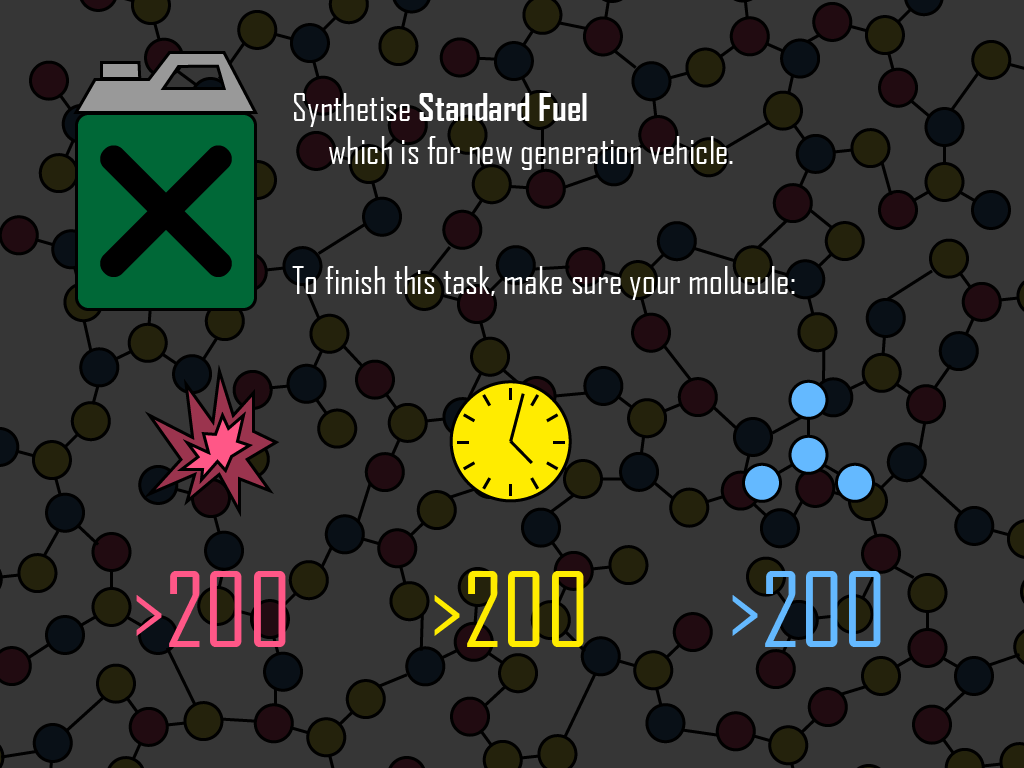 Synthetise Standard Fuel
which is for new generation vehicle.
To finish this task, make sure your molucule:
>200 >200 >200